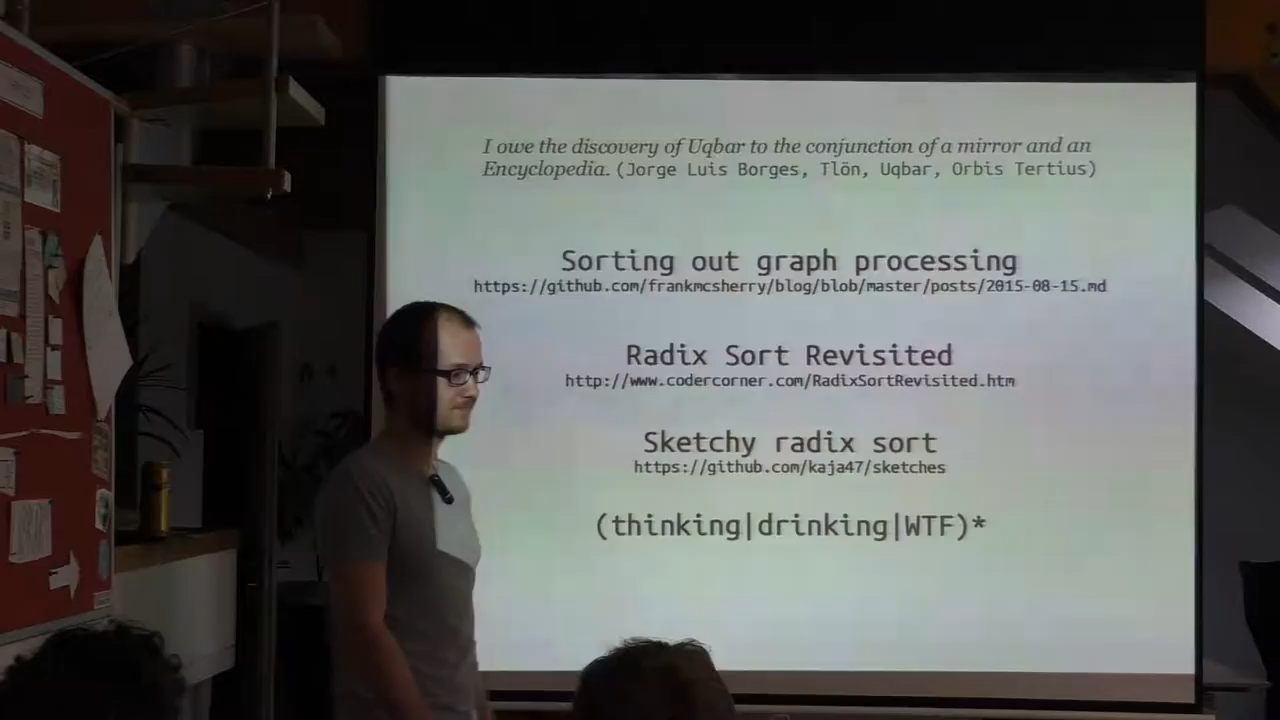 I owe the discovery of Uqbar to the conjunction of a mirror and an
Encyclopedia. (Jorge Luis Borges, Tlön, Uqbar, Orbis Tertius)
Sorting out graph processing
https://github.com/frankmcsherry/blog/blob/master/posts/2015-08-15.md
Radix Sort Revisited
http://www.codercorner.com/RadixSortRevisited.htm
Sketchy radix sort
https://github.com/kaja47/sketches
(thinking|drinking|WTF)*